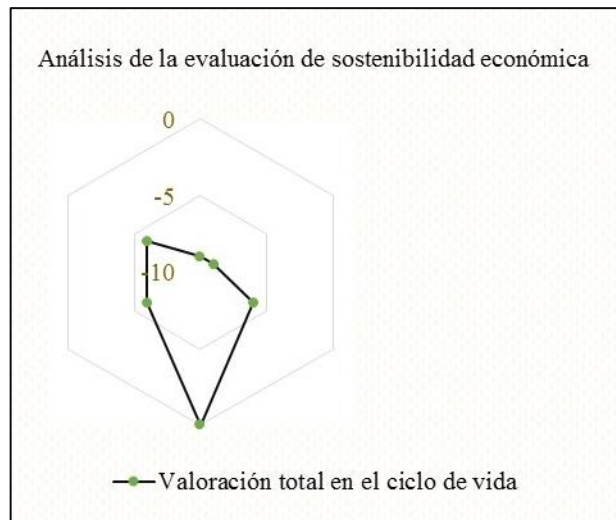 Análisis de la evaluación de sostenibilidad económica
0
-5
-10
Valoración total en el ciclo de vida